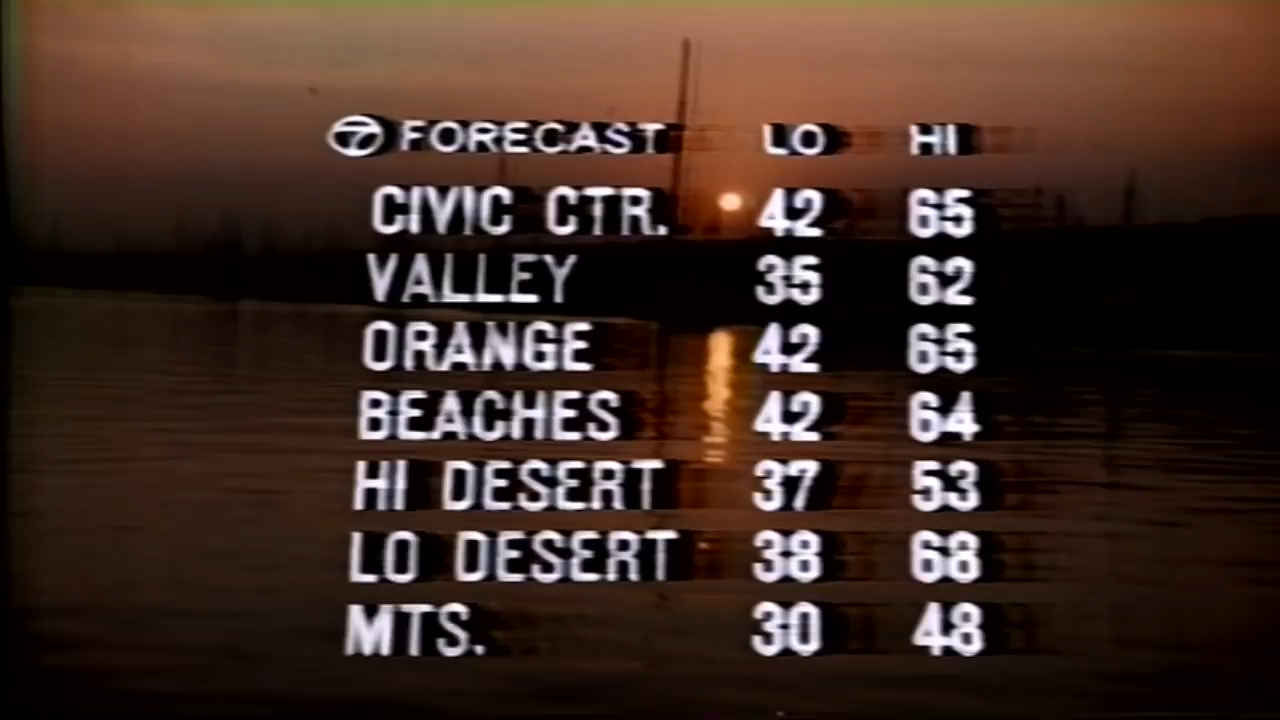 7 FORECAST LO HI
CIVIC CTR. 42 65
VALLEY 35 62
ORANGE 42 65
BEACHES 42 64
HI DESERT 37 53
LO DESERT 38 68
MTS. 30 48